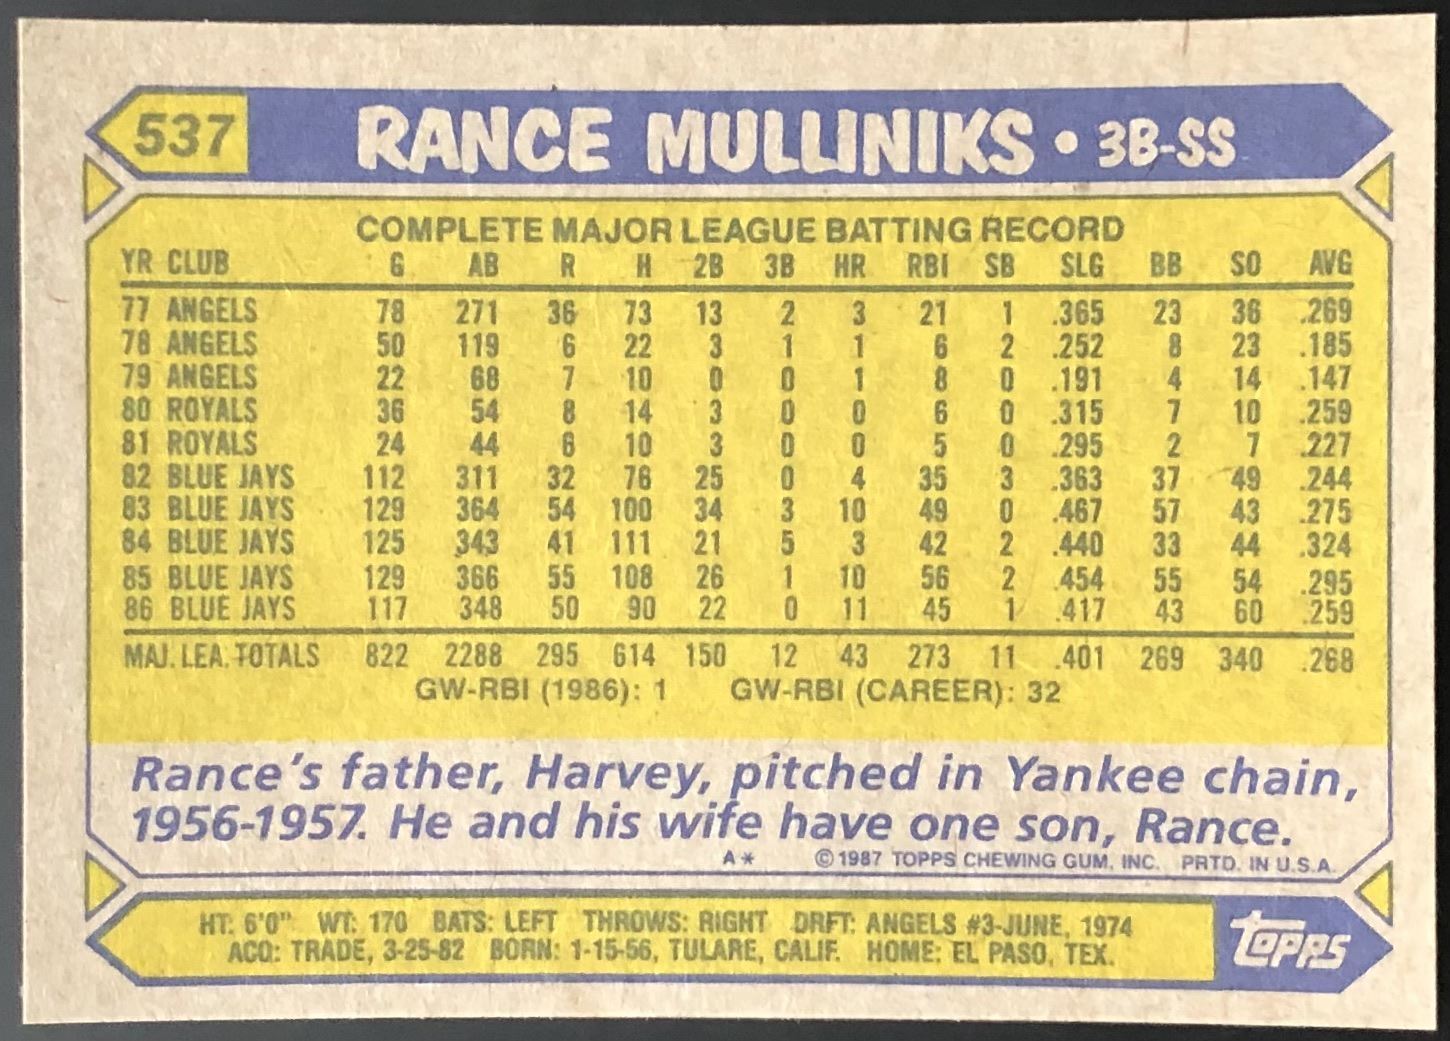 537 RANCE MULLINIKS • 3B-SS
COMPLETE MAJOR LEAGUE BATTING RECORD
YR CLUB G AB R H 2B 3B HR RBI SB SLG BB SO AVG
77 ANGELS 78 271 36 73 13 2 3 21 1 .365 23 36 .269
78 ANGELS 50 119 6 22 3 1 1 6 2 .252 8 23 .185
79 ANGELS 22 68 7 10 0 0 1 8 0 .191 4 14 .147
80 ROYALS 36 54 8 14 3 0 0 6 0 .315 7 10 .259
81 ROYALS 24 44 6 10 3 0 0 5 0 .295 2 7 .227
82 BLUE JAYS 112 311 32 76 25 0 4 35 3 .363 37 49 .244
83 BLUE JAYS 129 364 54 100 34 3 10 49 0 .467 57 43 .275
84 BLUE JAYS 125 343 41 111 21 5 3 42 2 .440 33 44 .324
85 BLUE JAYS 129 366 55 108 26 1 10 56 2 .454 55 54 .295
86 BLUE JAYS 117 348 50 90 22 0 11 45 1 .417 43 60 .259
MAJ. LEA. TOTALS 822 2288 295 614 150 12 43 273 11 .401 269 340 .268
GW-RBI (1986): 1 GW-RBI (CAREER): 32
Rance's father, Harvey, pitched in Yankee chain,
1956-1957. He and his wife have one son, Rance.
A* ©1987 TOPPS CHEWING GUM, INC. PRTD. IN U.S.A.
HT: 6'0" WT: 170 BATS: LEFT THROWS: RIGHT DRFT: ANGELS #3-JUNE, 1974
ACQ: TRADE, 3-25-82 BORN: 1-15-56, TULARE, CALIF. HOME: EL PASO, TEX.
topps